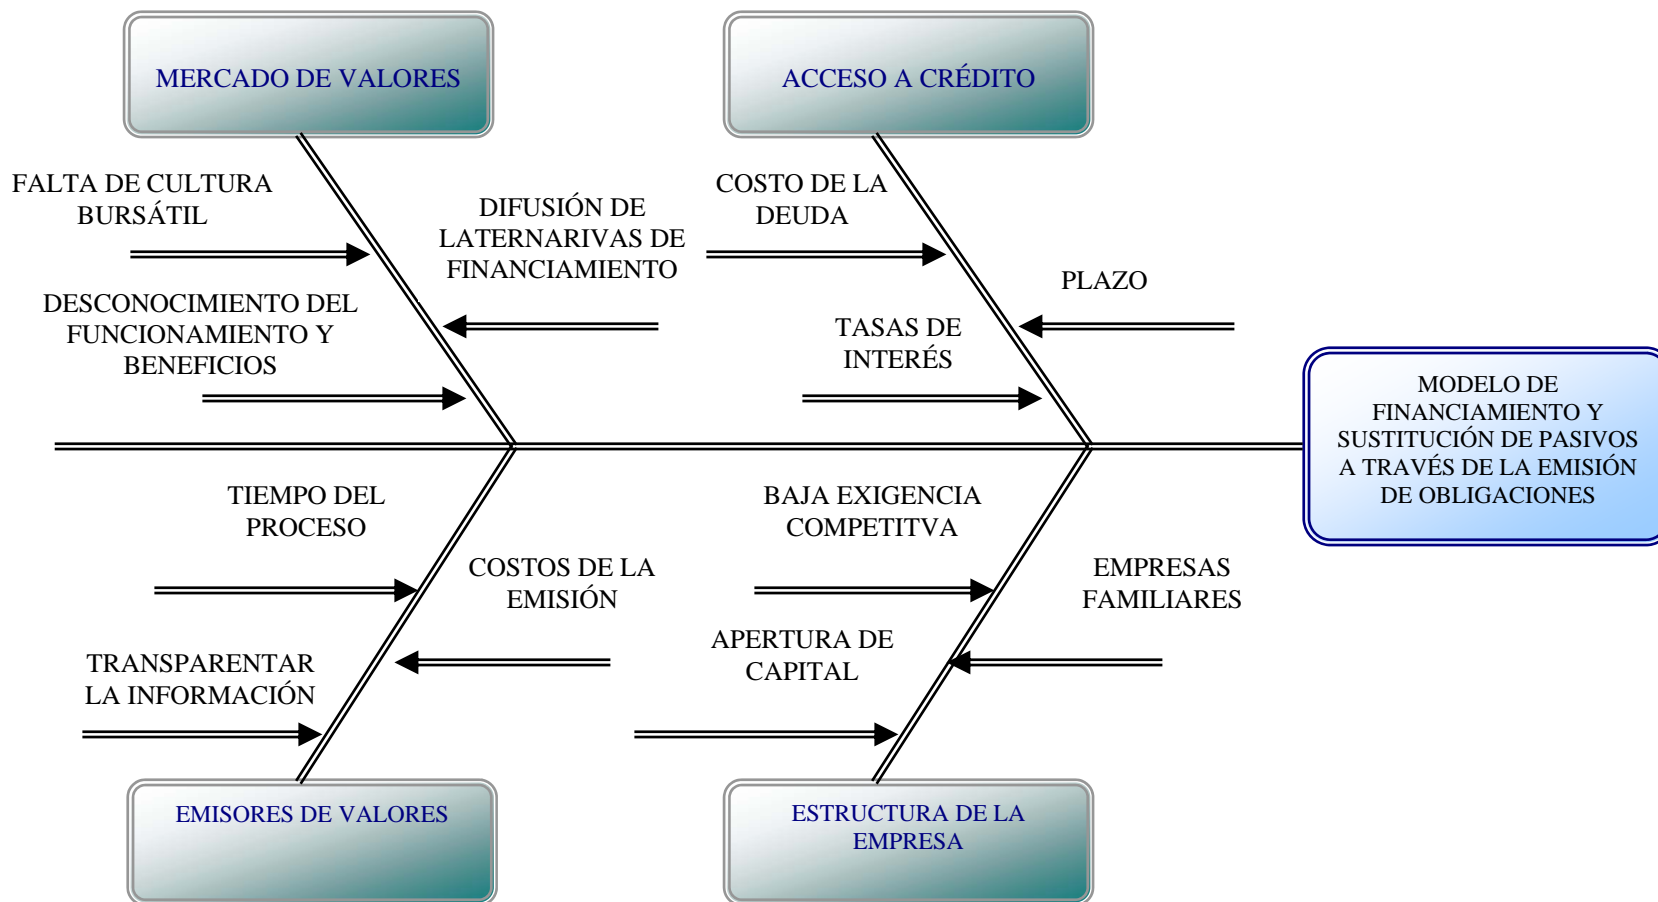 MERCADO DE VALORES
ACCESO A CRÉDITO
FALTA DE CULTURA
BURSÁTIL
DIFUSIÓN DE
LATERNARIVAS DE
FINANCIAMIENTO
DESCONOCIMIENTO DEL
FUNCIONAMIENTO Y
BENEFICIOS
COSTO DE LA
DEUDA
PLAZO
TASAS DE
INTERÉS
MODELO DE
FINANCIAMIENTO Y
SUSTITUCIÓN DE PASIVOS
A TRAVÉS DE LA EMISIÓN
DE OBLIGACIONES
TIEMPO DEL
PROCESO
COSTOS DE LA
EMISIÓN
TRANSPARENTAR
LA INFORMACIÓN
BAJA EXIGENCIA
COMPETITVA
EMPRESAS
FAMILIARES
APERTURA DE
CAPITAL
EMISORES DE VALORES
ESTRUCTURA DE LA
EMPRESA